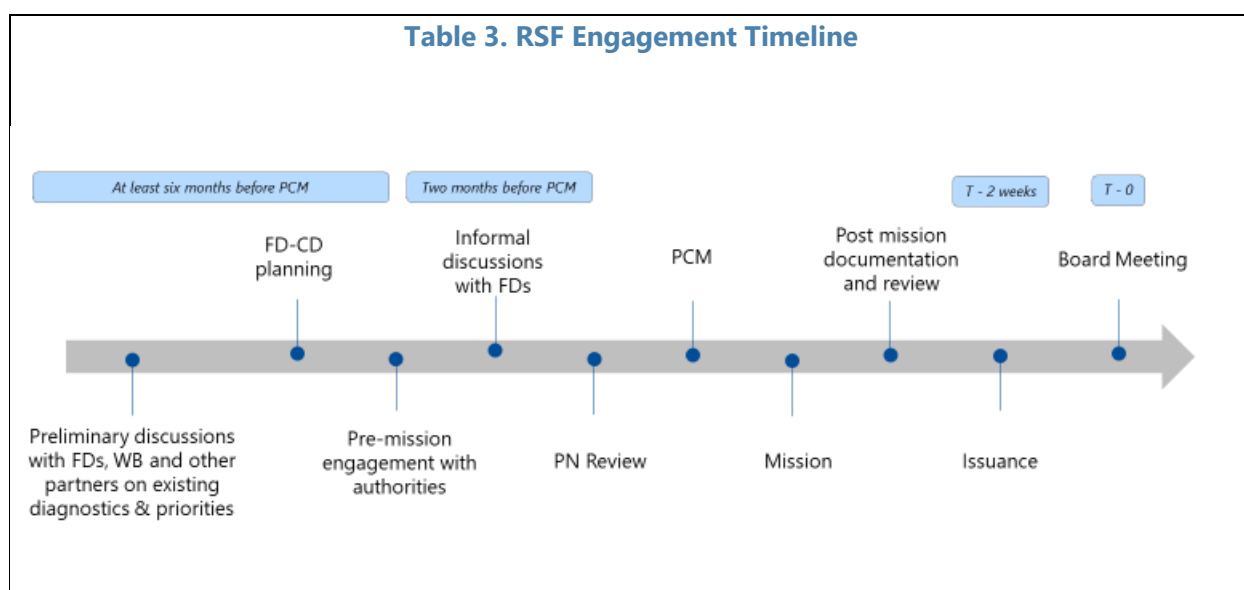 Table 3. RSF Engagement Timeline
At least six months before PCM
Two months before PCM
T - 2 weeks
T - 0
FD-CD
planning
Informal
discussions
with FDs
PCM
Post mission
documentation
and review
Board Meeting
Preliminary discussions
with FDs, WB and other
partners on existing
diagnostics & priorities
Pre-mission
engagement with
authorities
PN Review
Mission
Issuance